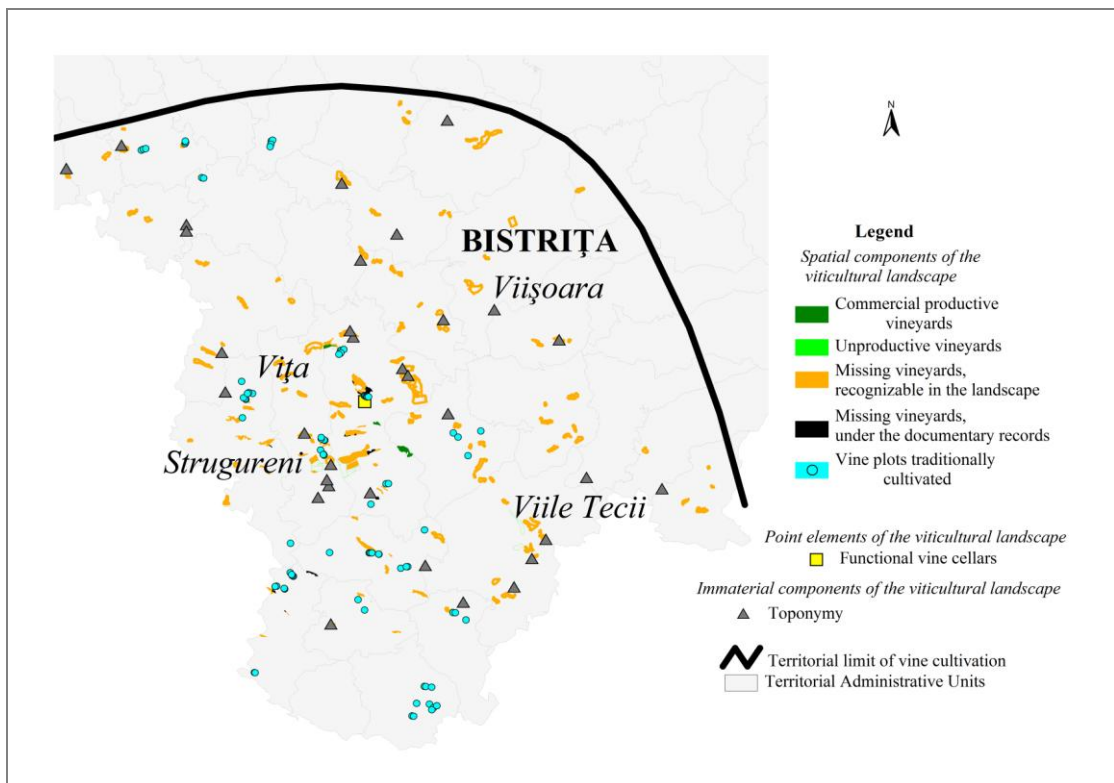 N
BISTRIŢA
Viişoara
Viţa
Strugureni
Viile Tecii
Legend
Spatial components of the
viticultural landscape
Commercial productive
vineyards
Unproductive vineyards
Missing vineyards,
recognizable in the landscape
Missing vineyards,
under the documentary records
Vine plots traditionally
cultivated
Point elements of the viticultural landscape
Functional vine cellars
Immaterial components of the viticultural landscape
Toponymy
Territorial limit of vine cultivation
Territorial Administrative Units